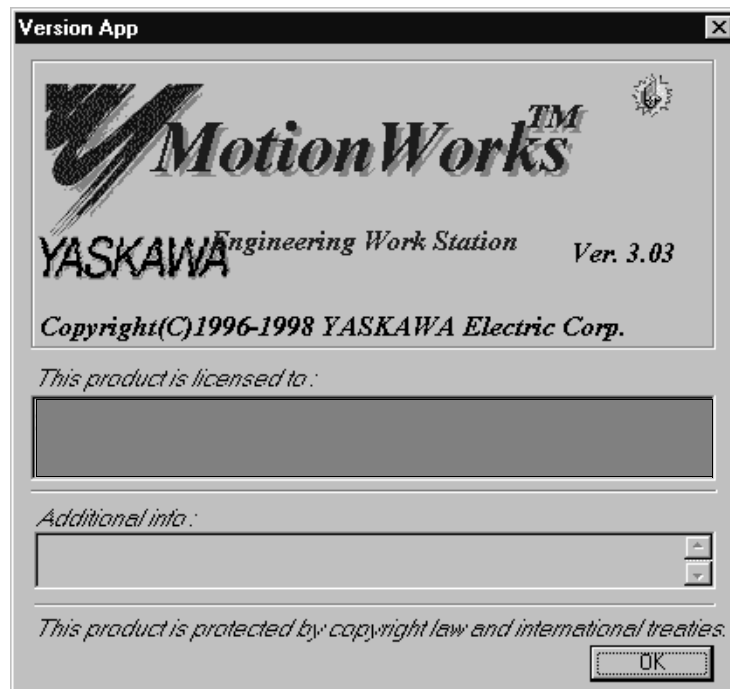 Version App
MotionWorks™
YASKAWA
Engineering Work Station
Ver. 3.03
Copyright(C)1996-1998 YASKAWA Electric Corp.
This product is licensed to :
Additional info :
This product is protected by copyright law and international treaties.
OK